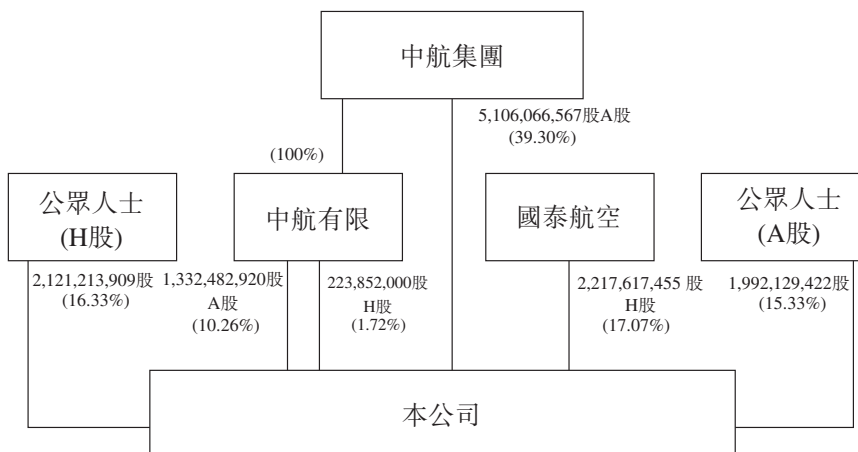 中航集團
5,106,066,567股A股
(39.30%)
(100%)
公眾人士
(H股)
中航有限
國泰航空
公眾人士
(A股)
2,121,213,909股
(16.33%)
1,332,482,920股
A股
(10.26%)
223,852,000股
H股
(1.72%)
2,217,617,455 股
H股
(17.07%)
1,992,129,422股
(15.33%)
本公司